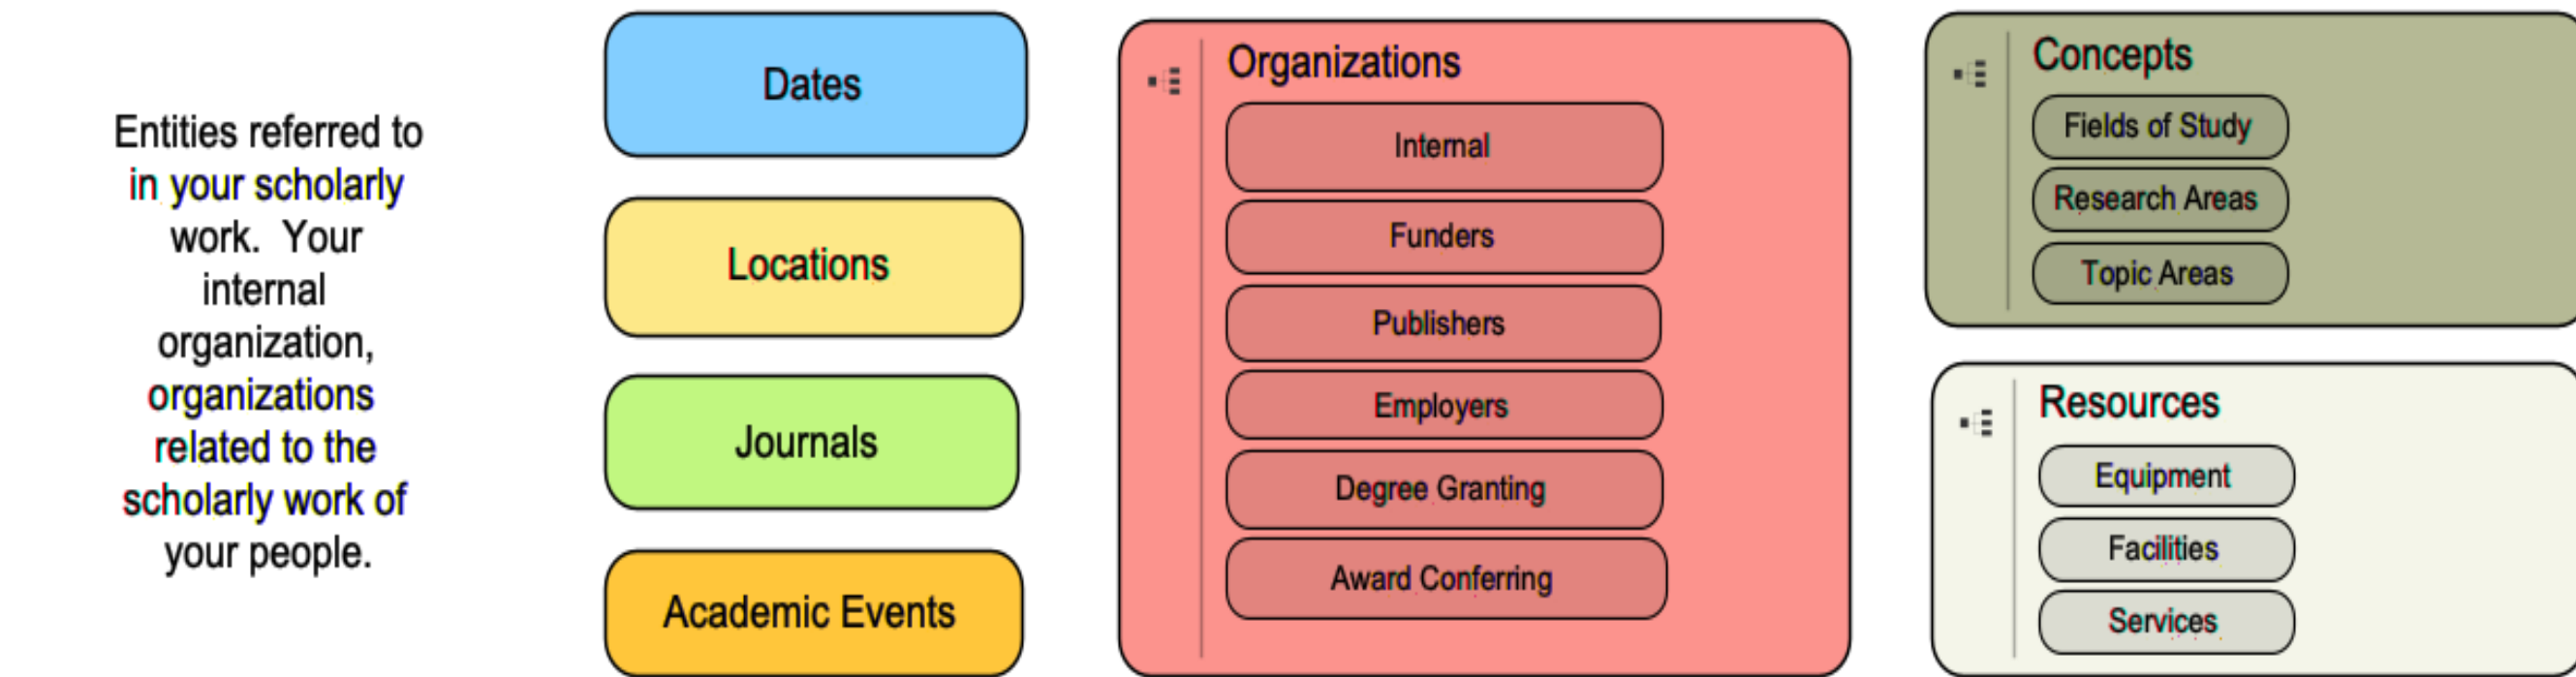 Entities referred to
in your scholarly
work.  Your
internal
organization,
organizations
related to the
scholarly work of
your people.
Dates
Locations
Journals
Academic Events
Organizations
Internal
Funders
Publishers
Employers
Degree Granting
Award Conferring
Concepts
Fields of Study
Research Areas
Topic Areas
Resources
Equipment
Facilities
Services